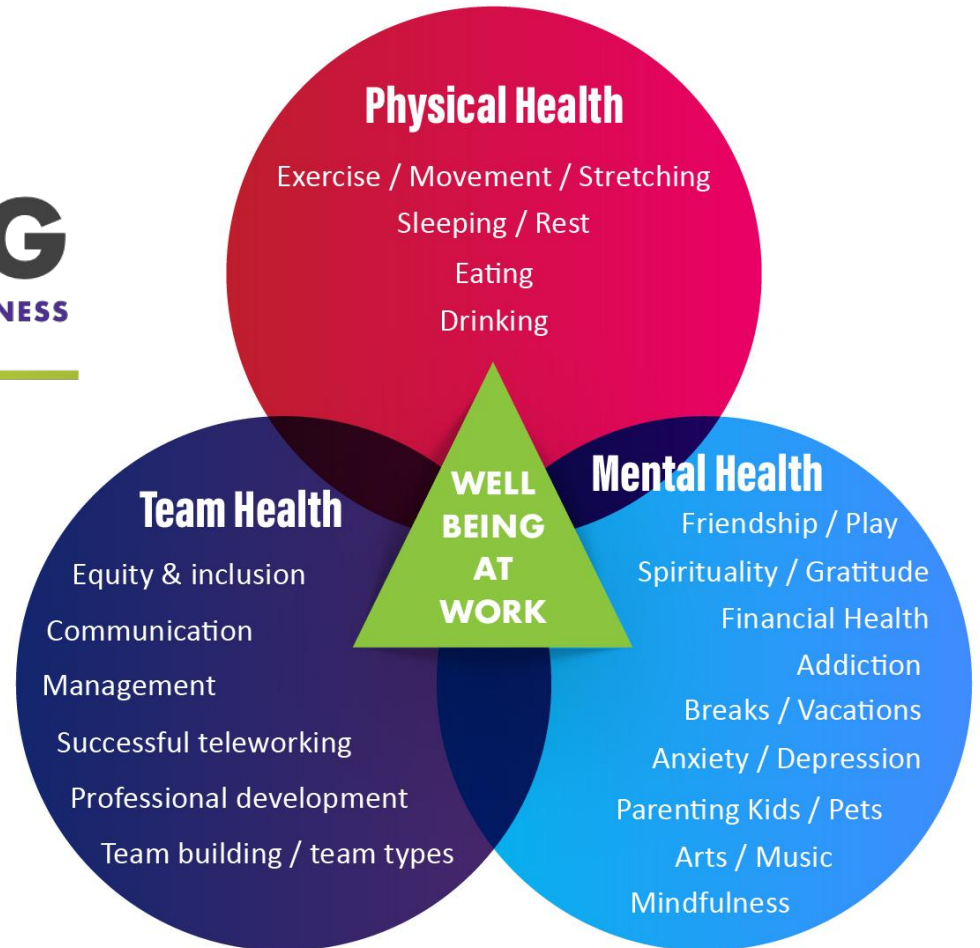 G
NESS
Physical Health
Exercise / Movement / Stretching
Sleeping / Rest
Eating
Drinking
WELL
BEING
AT
WORK
Team Health
Equity & inclusion
Communication
Management
Successful teleworking
Professional development
Team building / team types
Mental Health
Friendship / Play
Spirituality / Gratitude
Financial Health
Addiction
Breaks / Vacations
Anxiety / Depression
Parenting Kids / Pets
Arts / Music
Mindfulness